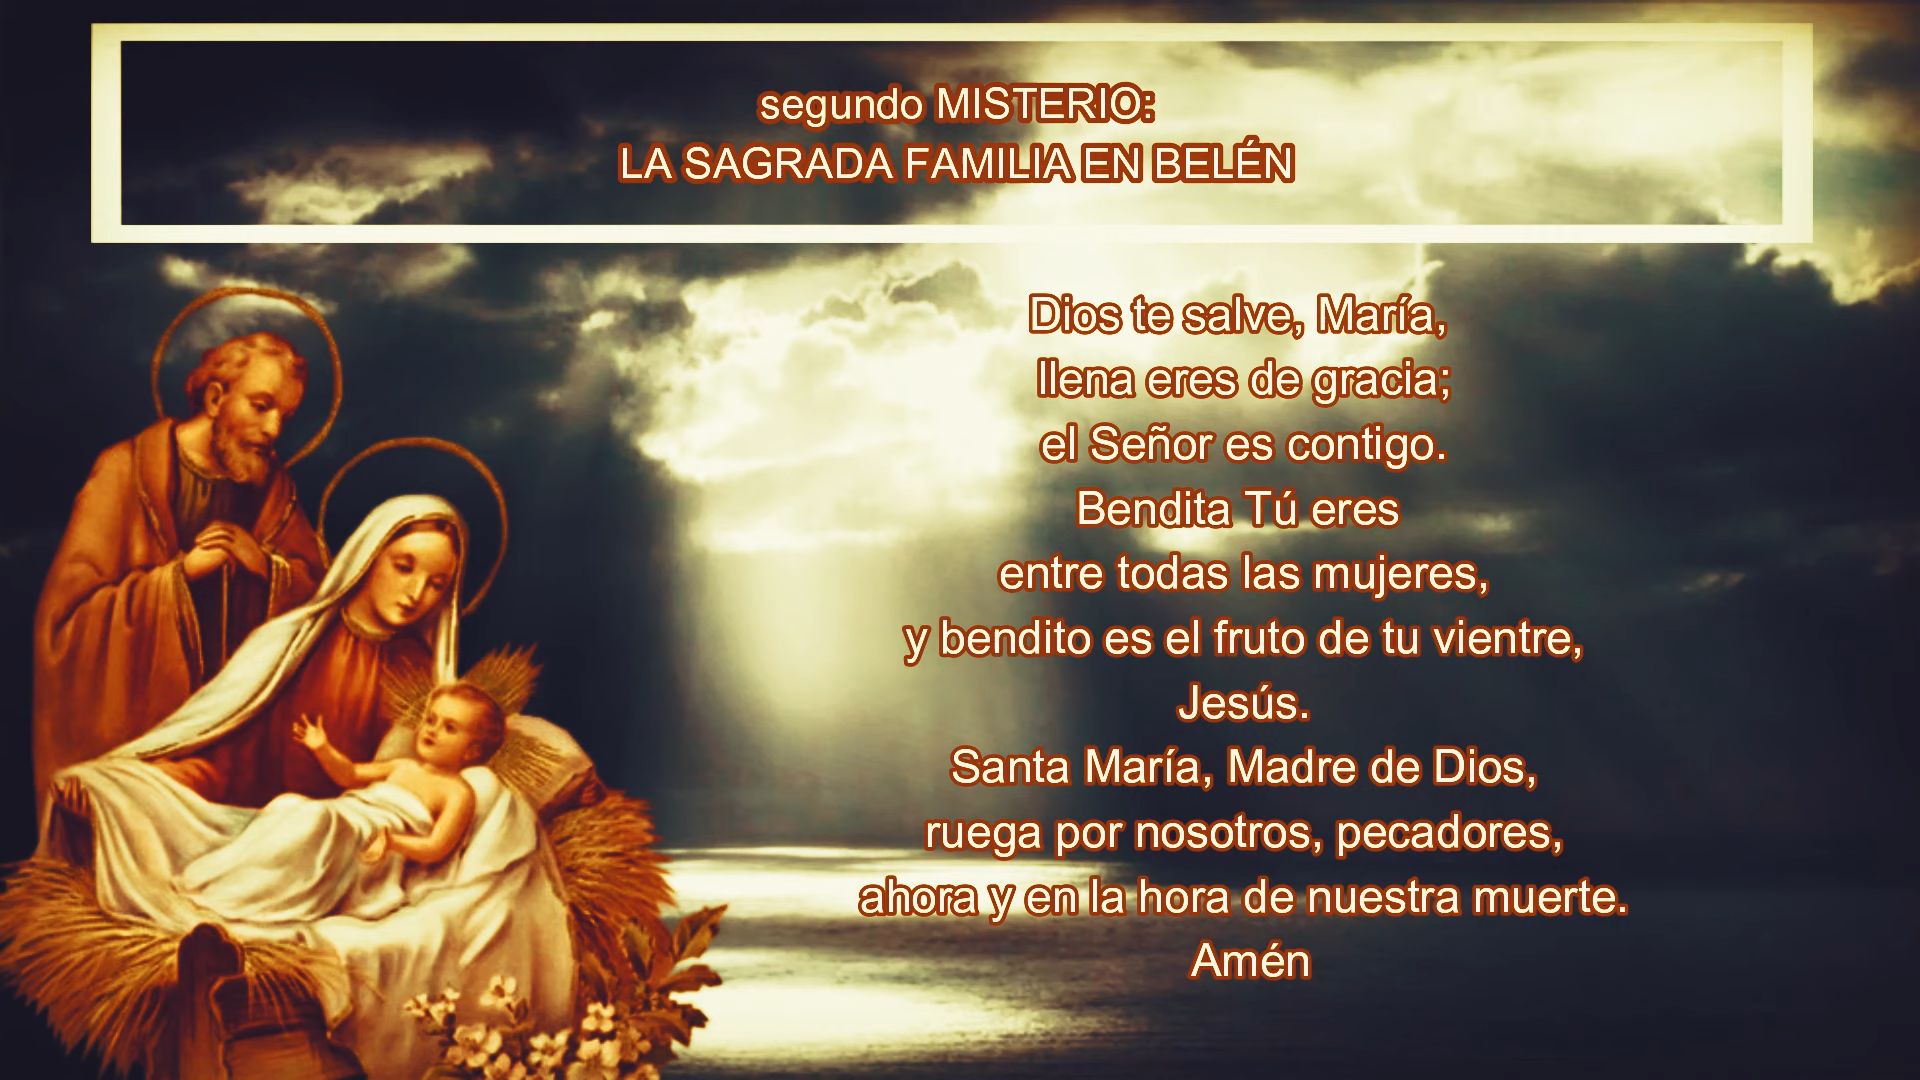 segundo MISTERIO:
LA SAGRADA FAMILIA EN BELÉN
Dios te salve, María,
llena eres de gracia;
el Señor es contigo.
Bendita Tú eres
entre todas las mujeres,
y bendito es el fruto de tu vientre,
Jesús.
Santa María, Madre de Dios,
ruega por nosotros, pecadores,
ahora y en la hora de nuestra muerte.
Amén